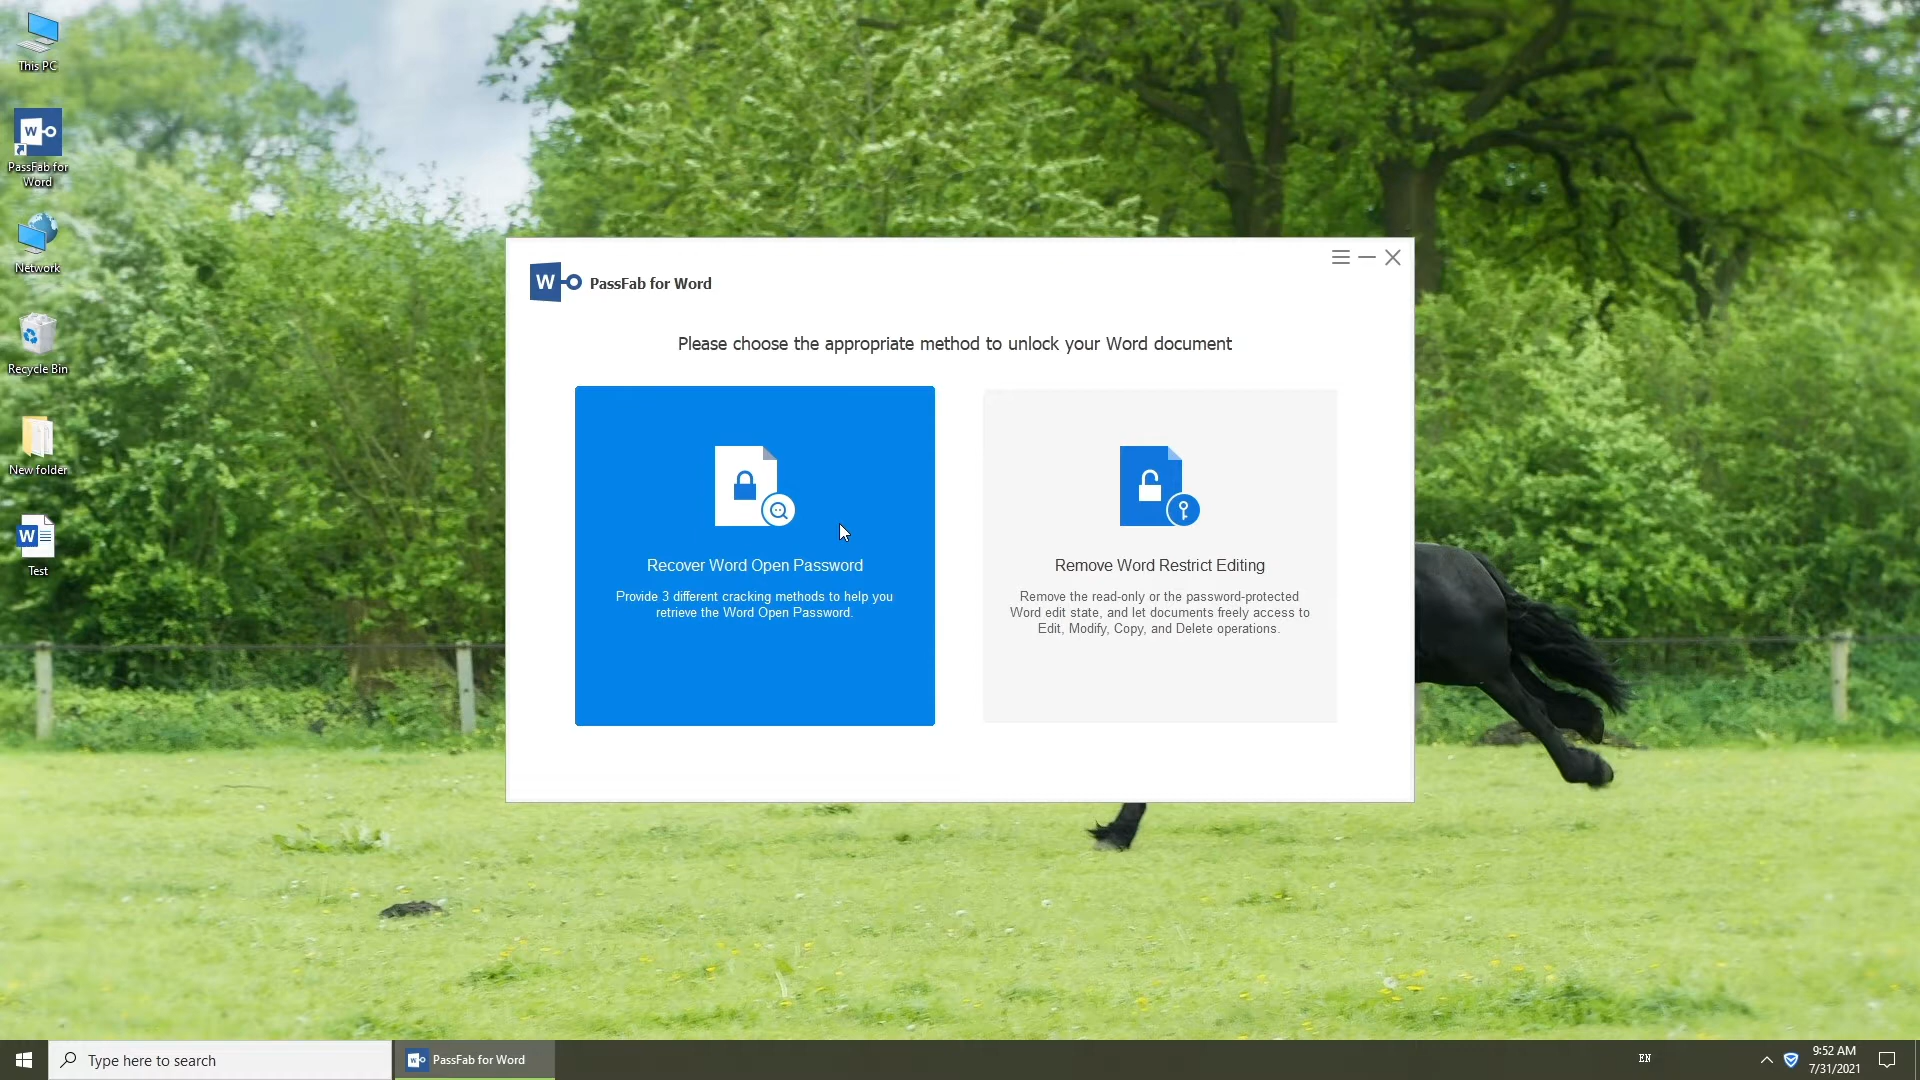 This PC
PassFab for
Word
Network
Recycle Bin
New folder
W
Test
W
PassFab for Word
Please choose the appropriate method to unlock your Word document
Recover Word Open Password
Provide 3 different cracking methods to help you
retrieve the Word Open Password.
Remove Word Restrict Editing
Remove the read-only or the password-protected
Word edit state, and let documents freely access to
Edit, Modify, Copy, and Delete operations.
Type here to search
PassFab for Word
EN
9:52 AM
7/31/2021